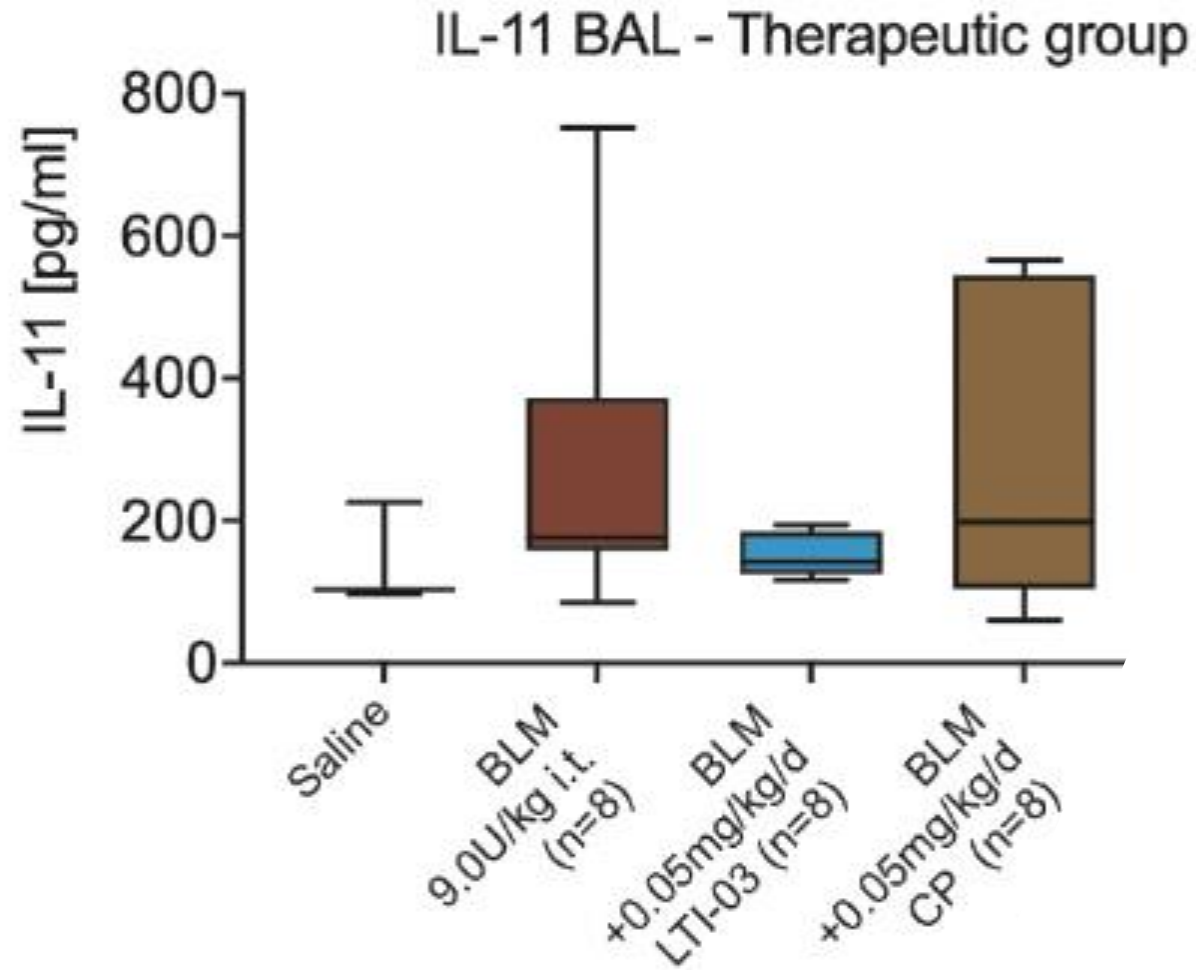 IL-11 BAL - Therapeutic group
IL-11 [pg/ml]
800
600
400
200
0
Saline
BLM
9.0U/kg i.t.
(n=8)
BLM
+0.05mg/kg/d
LTI-03 (n=8)
BLM
+0.05mg/kg/d
CP (n=8)